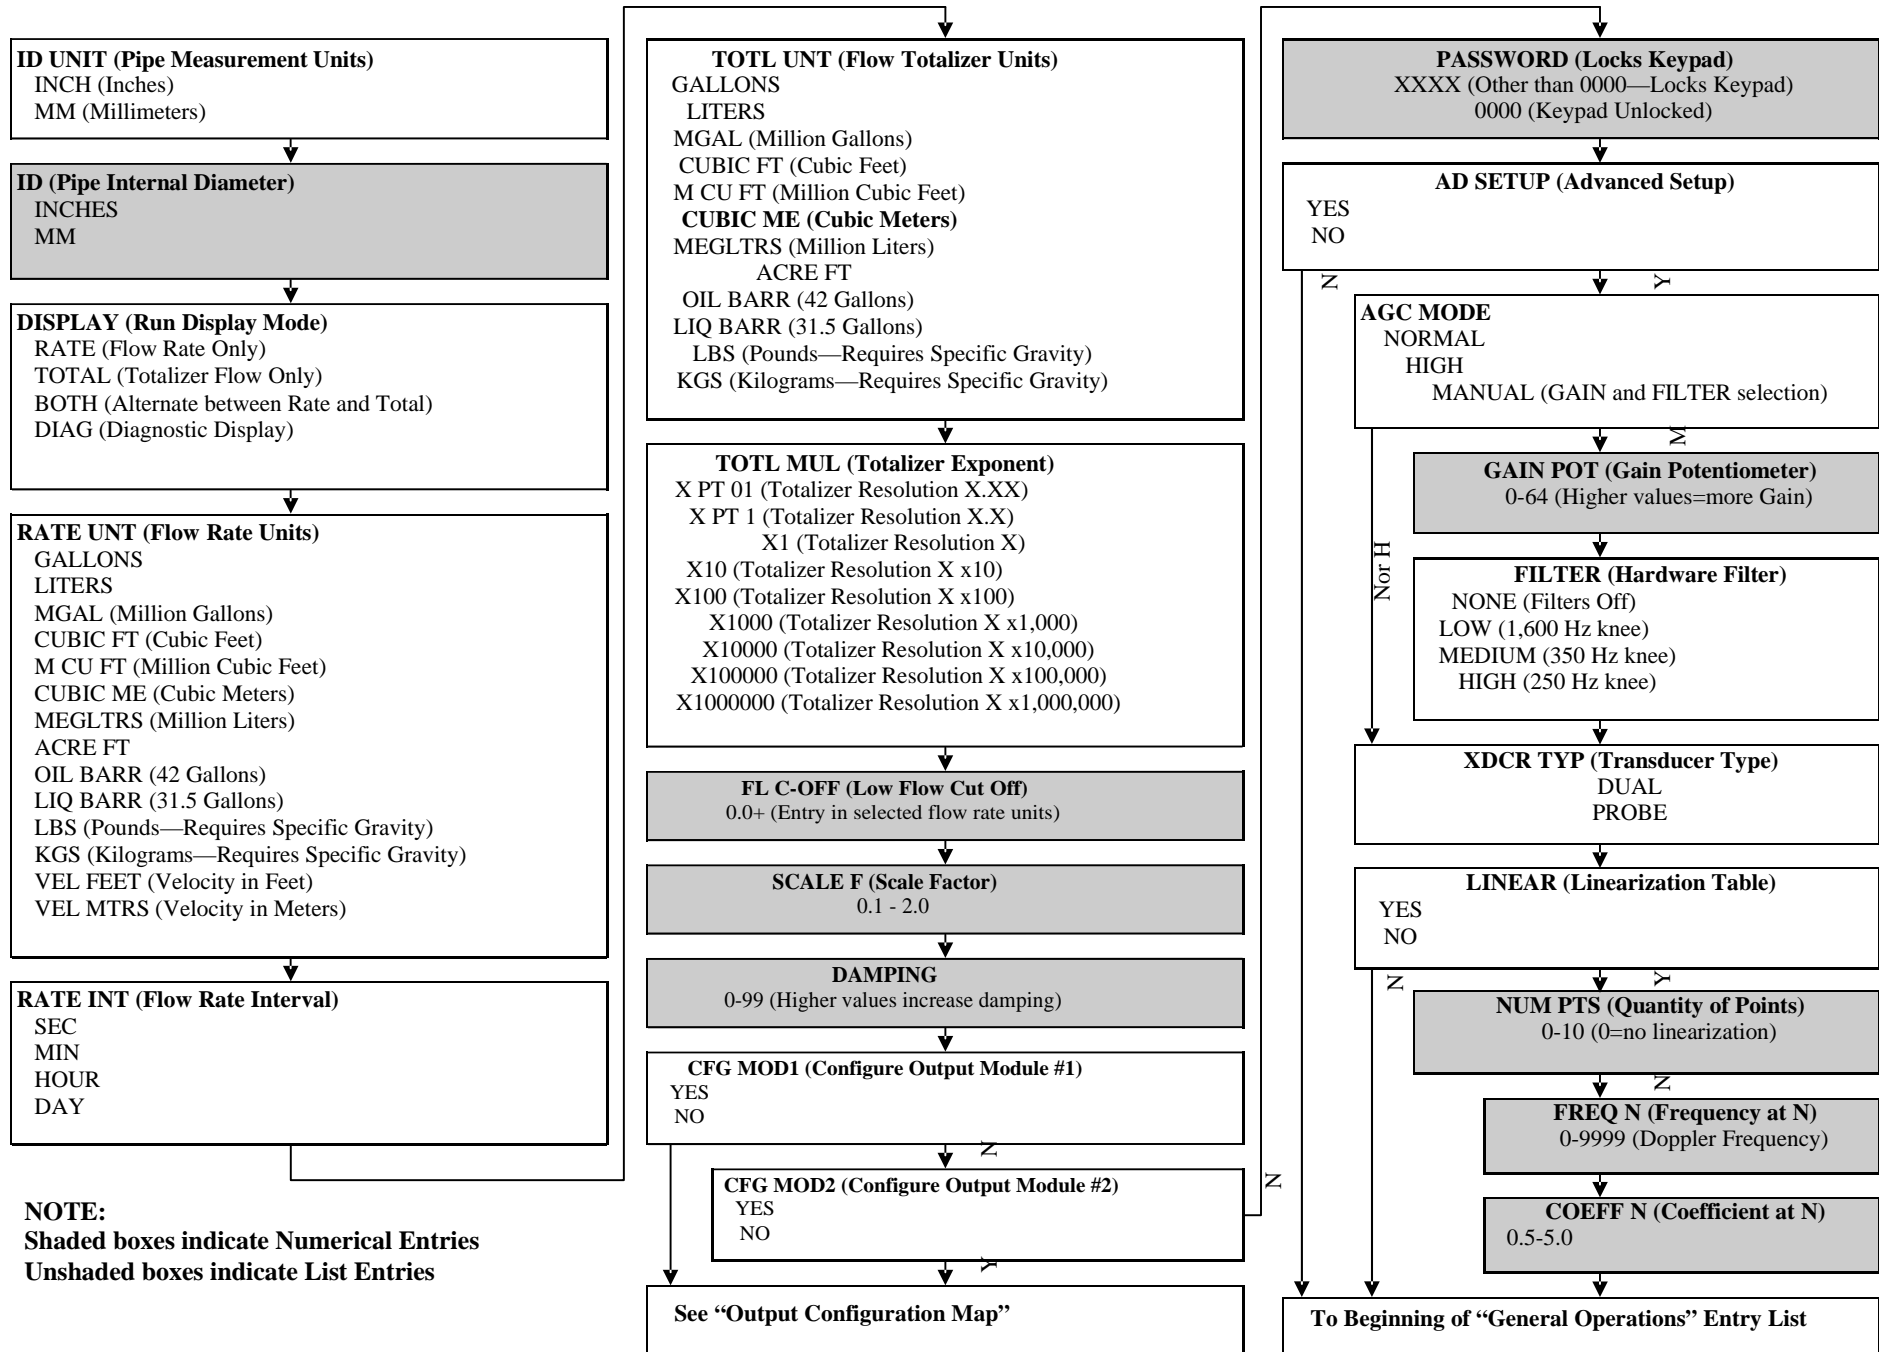 ID UNIT (Pipe Measurement Units)
INCH (Inches)
MM (Millimeters)
ID (Pipe Internal Diameter)
INCHES
MM
DISPLAY (Run Display Mode)
RATE (Flow Rate Only)
TOTAL (Totalizer Flow Only)
BOTH (Alternate between Rate and Total)
DIAG (Diagnostic Display)
RATE UNT (Flow Rate Units)
GALLONS
LITERS
MGAL (Million Gallons)
CUBIC FT (Cubic Feet)
M CU FT (Million Cubic Feet)
CUBIC ME (Cubic Meters)
MEGLTRS (Million Liters)
ACRE FT
OIL BARR (42 Gallons)
LIQ BARR (31.5 Gallons)
LBS (Pounds—Requires Specific Gravity)
KGS (Kilograms—Requires Specific Gravity)
VEL FEET (Velocity in Feet)
VEL MTRS (Velocity in Meters)
RATE INT (Flow Rate Interval)
SEC
MIN
HOUR
DAY
NOTE:
Shaded boxes indicate Numerical Entries
Unshaded boxes indicate List Entries
TOTL UNT (Flow Totalizer Units)
GALLONS
LITERS
MGAL (Million Gallons)
CUBIC FT (Cubic Feet)
M CU FT (Million Cubic Feet)
CUBIC ME (Cubic Meters)
MEGLTRS (Million Liters)
ACRE FT
OIL BARR (42 Gallons)
LIQ BARR (31.5 Gallons)
LBS (Pounds—Requires Specific Gravity)
KGS (Kilograms—Requires Specific Gravity)
TOTL MUL (Totalizer Exponent)
X PT 01 (Totalizer Resolution X.XX)
X PT 1 (Totalizer Resolution X.X)
X1 (Totalizer Resolution X)
X10 (Totalizer Resolution X x10)
X100 (Totalizer Resolution X x100)
X1000 (Totalizer Resolution X x1,000)
X10000 (Totalizer Resolution X x10,000)
X100000 (Totalizer Resolution X x100,000)
X1000000 (Totalizer Resolution X x1,000,000)
FL C-OFF (Low Flow Cut Off)
0.0+ (Entry in selected flow rate units)
SCALE F (Scale Factor)
0.1 - 2.0
DAMPING
0-99 (Higher values increase damping)
CFG MOD1 (Configure Output Module #1)
YES
NO
N
CFG MOD2 (Configure Output Module #2)
YES
NO
N
Y
See “Output Configuration Map”
PASSWORD (Locks Keypad)
XXXX (Other than 0000—Locks Keypad)
0000 (Keypad Unlocked)
AD SETUP (Advanced Setup)
YES
NO
N
Y
AGC MODE
NORMAL
HIGH
MANUAL (GAIN and FILTER selection)
M
GAIN POT (Gain Potentiometer)
0-64 (Higher values=more Gain)
Nor H
FILTER (Hardware Filter)
NONE (Filters Off)
LOW (1,600 Hz knee)
MEDIUM (350 Hz knee)
HIGH (250 Hz knee)
XDCR TYP (Transducer Type)
DUAL
PROBE
LINEAR (Linearization Table)
YES
NO
N
Y
NUM PTS (Quantity of Points)
0-10 (0=no linearization)
N
FREQ N (Frequency at N)
0-9999 (Doppler Frequency)
COEFF N (Coefficient at N)
0.5-5.0
To Beginning of “General Operations” Entry List